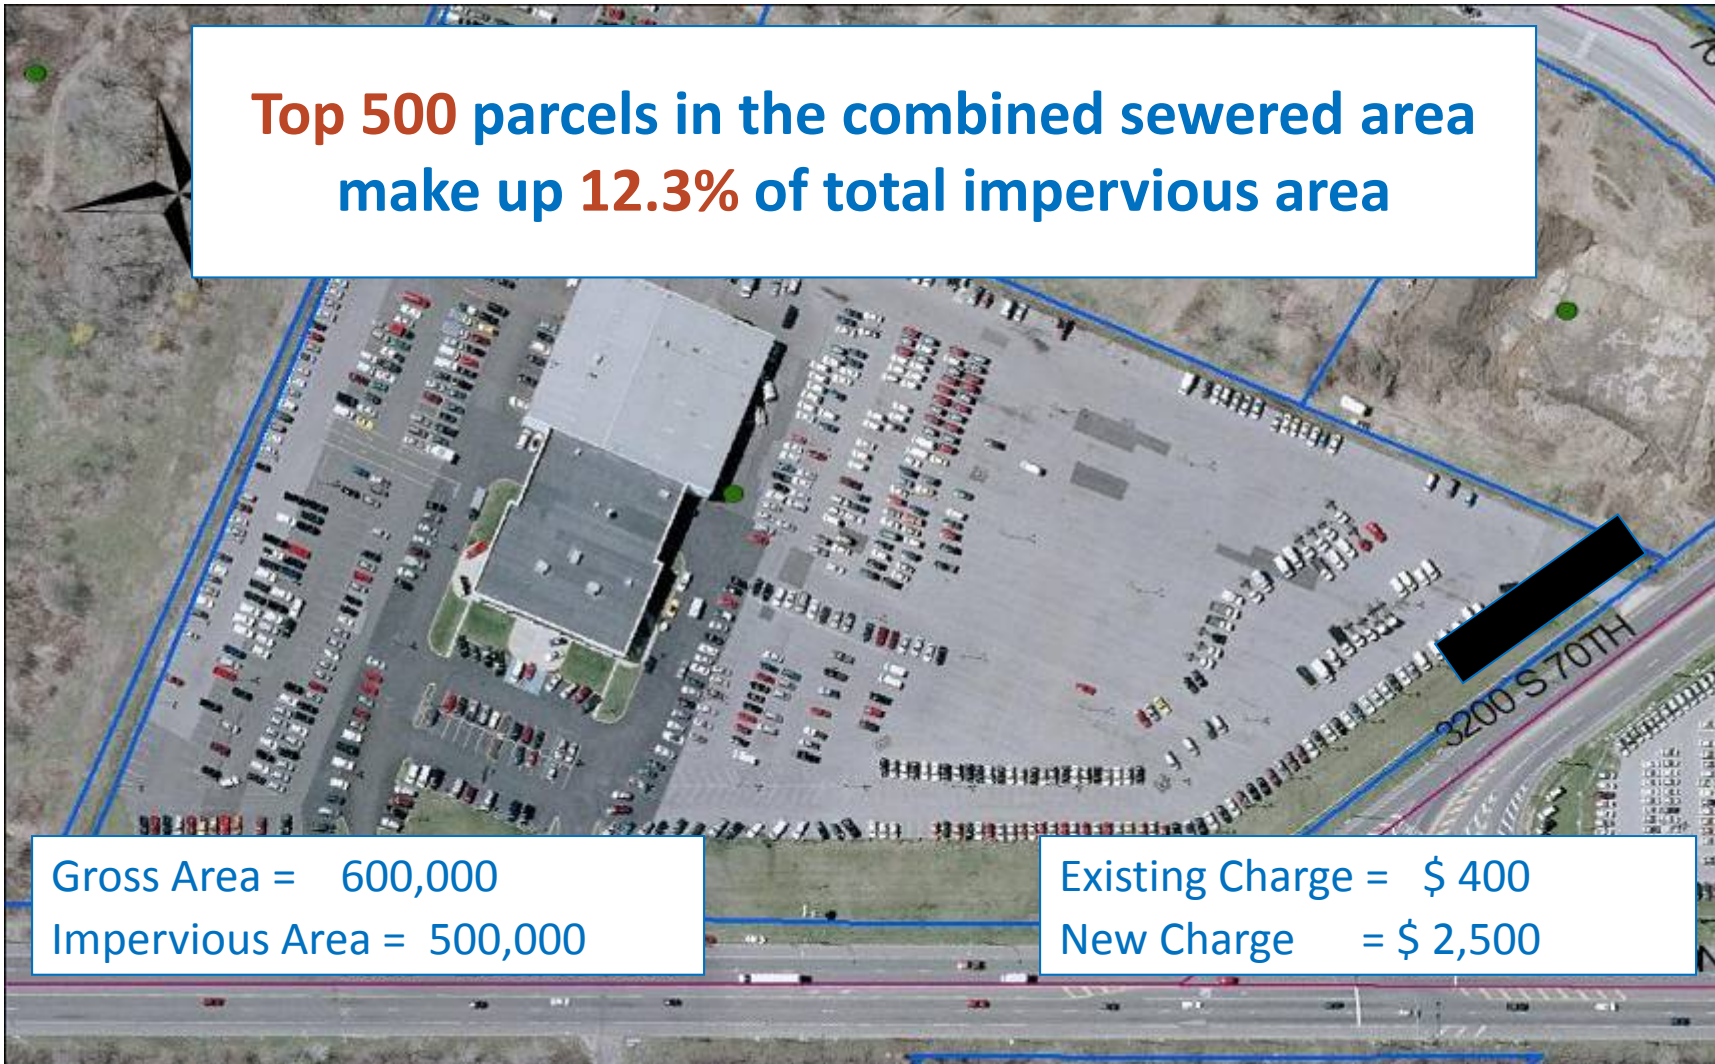 Top 500 parcels in the combined sewered area
make up 12.3% of total impervious area
3200 S 70TH
Gross Area = 600,000
Impervious Area = 500,000
Existing Charge = $ 400
New Charge = $ 2,500